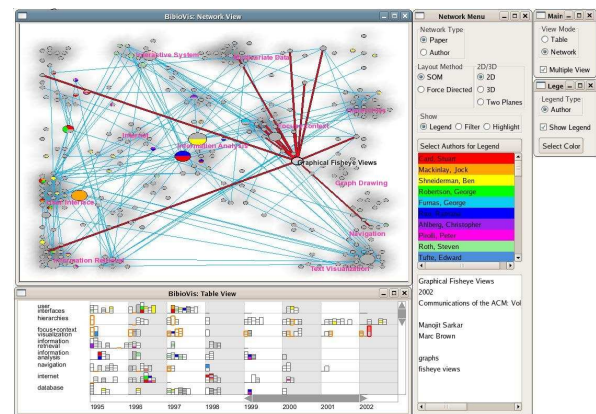 BiblioVis: Network View
Interactive System
Multivariate Data
Focus+Context
Internet
Information Analysis
Graphical Fisheye Views
User Interface
Graph Drawing
Navigation
Information Retrieval
Text Visualization
BiblioVis: Table View
user
interfaces
hierarchies
focus+context
visualization
information
retrieval
information
analysis
navigation
internet
database
1995 1996 1997 1998 1999 2000 2001 2002
Network Menu
Network Type
Paper
Author
Layout Method
SOM
Force Directed
2D/3D
2D
3D
Two Planes
Show
Legend Filter Highlight
Select Authors for Legend
Card, Stuart
Mackinlay, Jock
Shneiderman, Ben
Robertson, George
Furnas, George
Ahlberg, Christopher
Pirolli, Peter
Roth, Steven
Tufte, Edward
Graphical Fisheye Views
2002
Communications of the ACM: Vol
Manojit Sarkar
Marc Brown
graphs
fisheye views
Main
View Mode
Table
Network
Multiple View
Lege
Legend Type
Author
Show Legend
Select Color